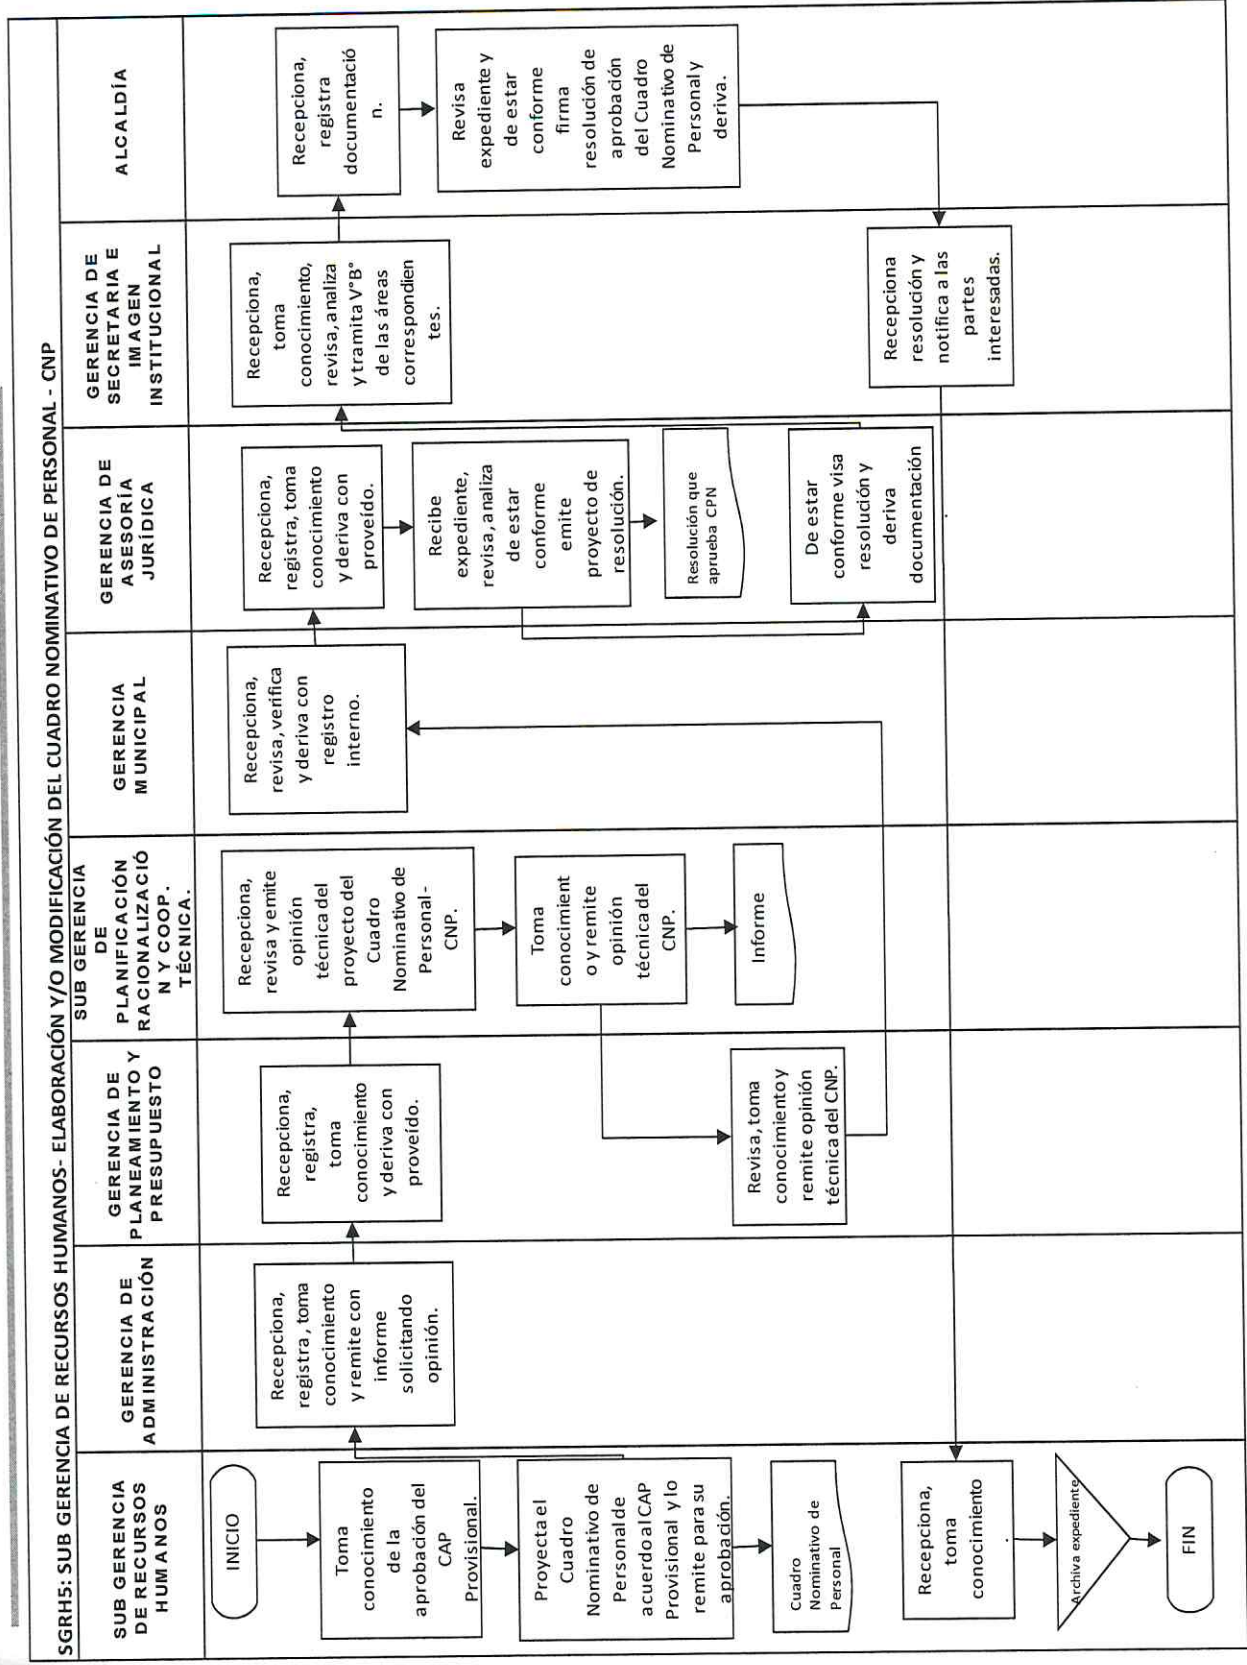 SGRH5: SUB GERENCIA DE RECURSOS HUMANOS- ELABORACIÓN Y/O MODIFICACIÓN DEL CUADRO NOMINATIVO DE PERSONAL - CNP
SUB GERENCIA
DE RECURSOS
HUMANOS
GERENCIA DE
ADMINISTRACIÓN
GERENCIA DE
PLANEAMIENTO Y
PRESUPUESTO
SUB GERENCIA
DE
PLANIFICACIÓN
RACIONALIZACIÓ
N Y COOP.
TÉCNICA.
GERENCIA
MUNICIPAL
GERENCIA DE
ASESORÍA
JURÍDICA
GERENCIA DE
SECRETARIA E
IMAGEN
INSTITUCIONAL
ALCALDÍA
INICIO
Toma
conocimiento
de la
aprobación del
CAP
Provisional.
Proyecta el
Cuadro
Nominativo de
Personal de
acuerdo al CAP
Provisional y lo
remite para su
aprobación.
Cuadro
Nominativo de
Personal
Recepciona,
toma
conocimiento
.
Archiva expediente
FIN
Recepciona,
registra, toma
conocimiento
y remite con
informe
solicitando
opinión.
Recepciona,
registra,
toma
conocimiento
y deriva con
proveído.
Revisa, toma
conocimiento y
remite opinión
técnica del CNP.
Recepciona,
revisa y emite
opinión
técnica del
proyecto del
Cuadro
Nominativo de
Personal-
CNP.
Toma
conocimient
o y remite
opinión
técnica del
CNP.
Informe
Recepciona,
revisa, verifica
y deriva con
registro
interno.
Recepciona,
registra, toma
conocimiento
y deriva con
proveído.
Recibe
expediente,
revisa, analiza
de estar
conforme
emite
proyecto de
resolución.
Resolución que
aprueba CPN
De estar
conforme visa
resolución y
deriva
documentación
Recepciona,
toma
conocimiento,
revisa, analiza
y tramita V°B°
de las áreas
correspondien
tes.
Recepciona
resolución y
notifica a las
partes
interesadas.
Recepciona,
registra
documentació
n.
Revisa
expediente y
de estar
conforme
firma
resolución de
aprobación
del Cuadro
Nominativo de
Personal y
deriva.